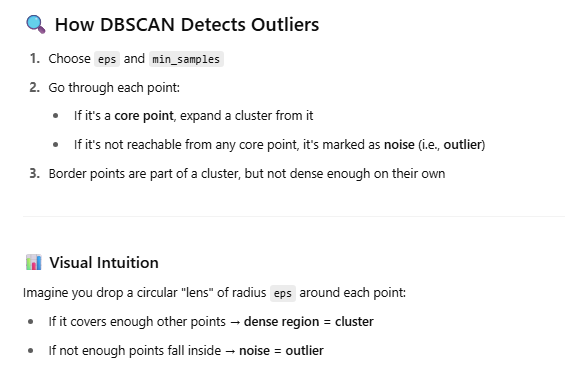 🔍 How DBSCAN Detects Outliers
1. Choose eps and min_samples
2. Go through each point:
• If it's a core point, expand a cluster from it
• If it's not reachable from any core point, it's marked as noise (i.e., outlier)
3. Border points are part of a cluster, but not dense enough on their own
📊 Visual Intuition
Imagine you drop a circular "lens" of radius eps around each point:
• If it covers enough other points → dense region = cluster
• If not enough points fall inside → noise = outlier